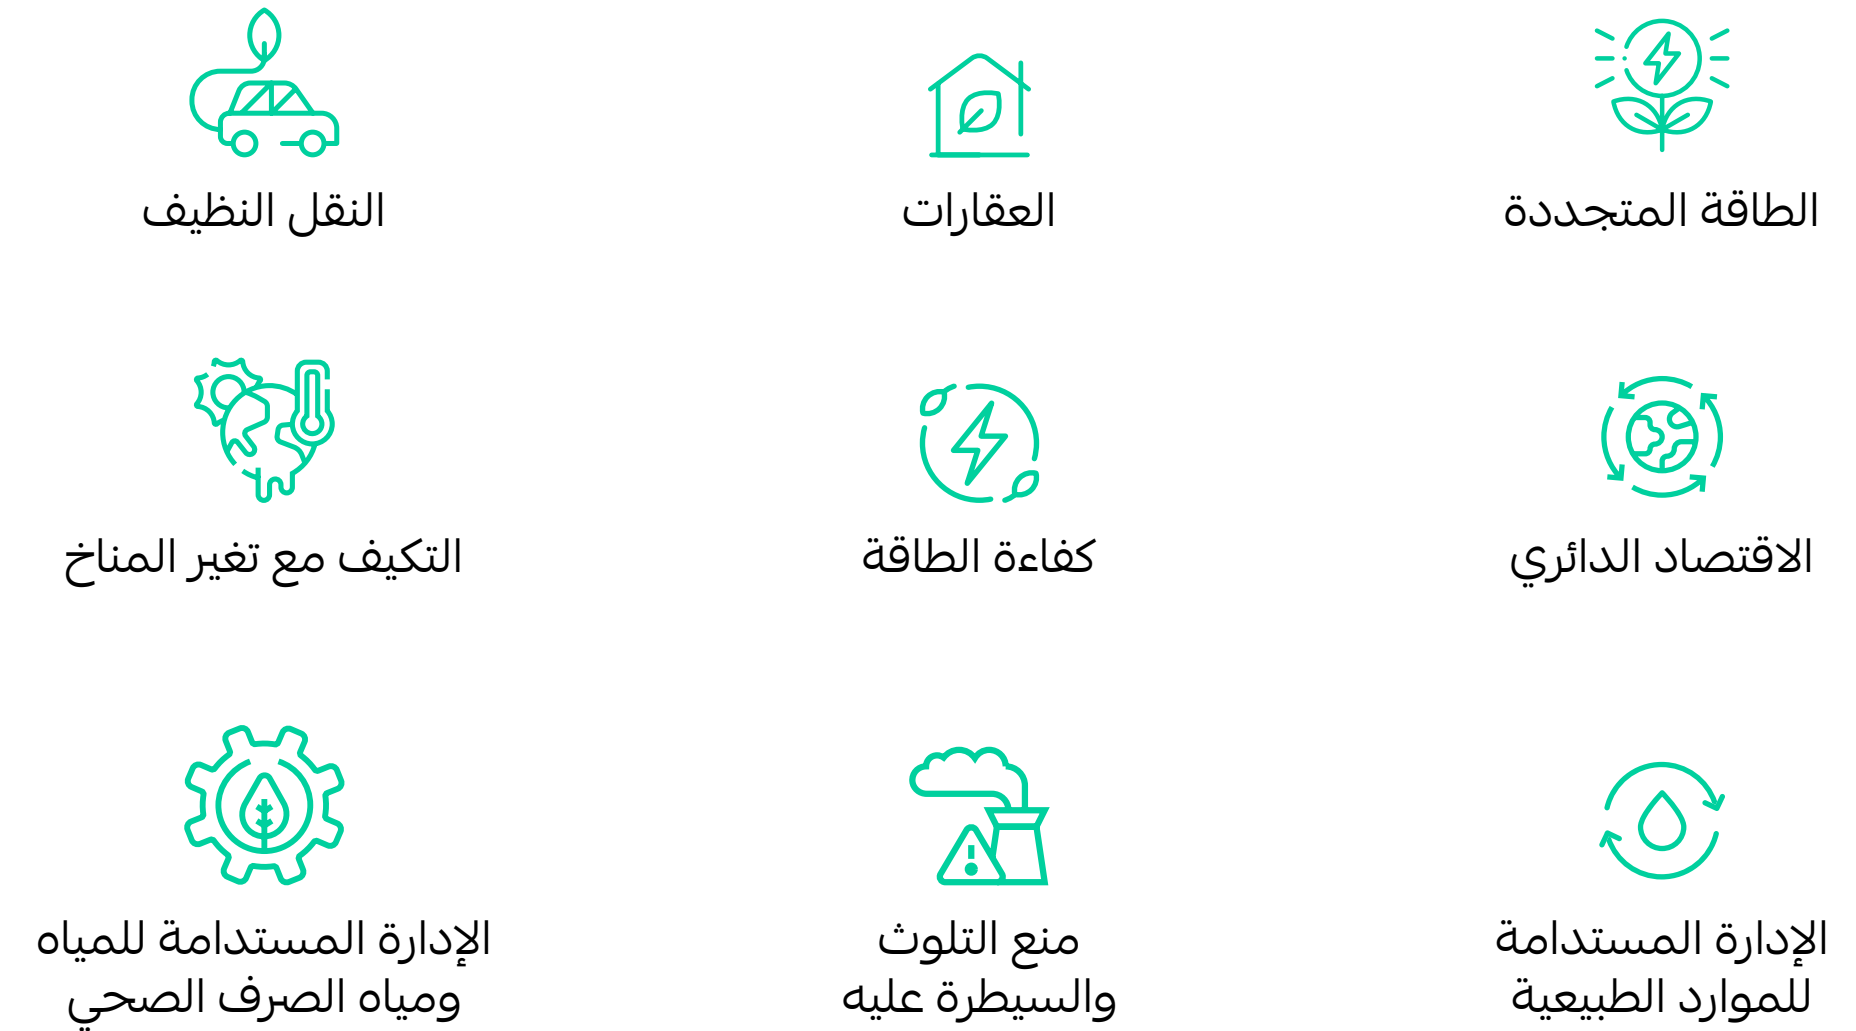 الطاقة المتجددة
العقارات
النقل النظيف
الاقتصاد الدائري
كفاءة الطاقة
التكيف مع تغير المناخ
الإدارة المستدامة
للموارد الطبيعية
منع التلوث
والسيطرة عليه
الإدارة المستدامة للمياه
ومياه الصرف الصحي